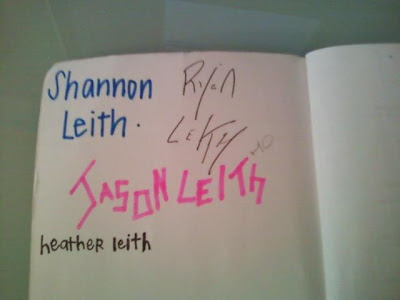 Shannon
Leith.
Ryan
Leith
JASON LEITH
heather leith